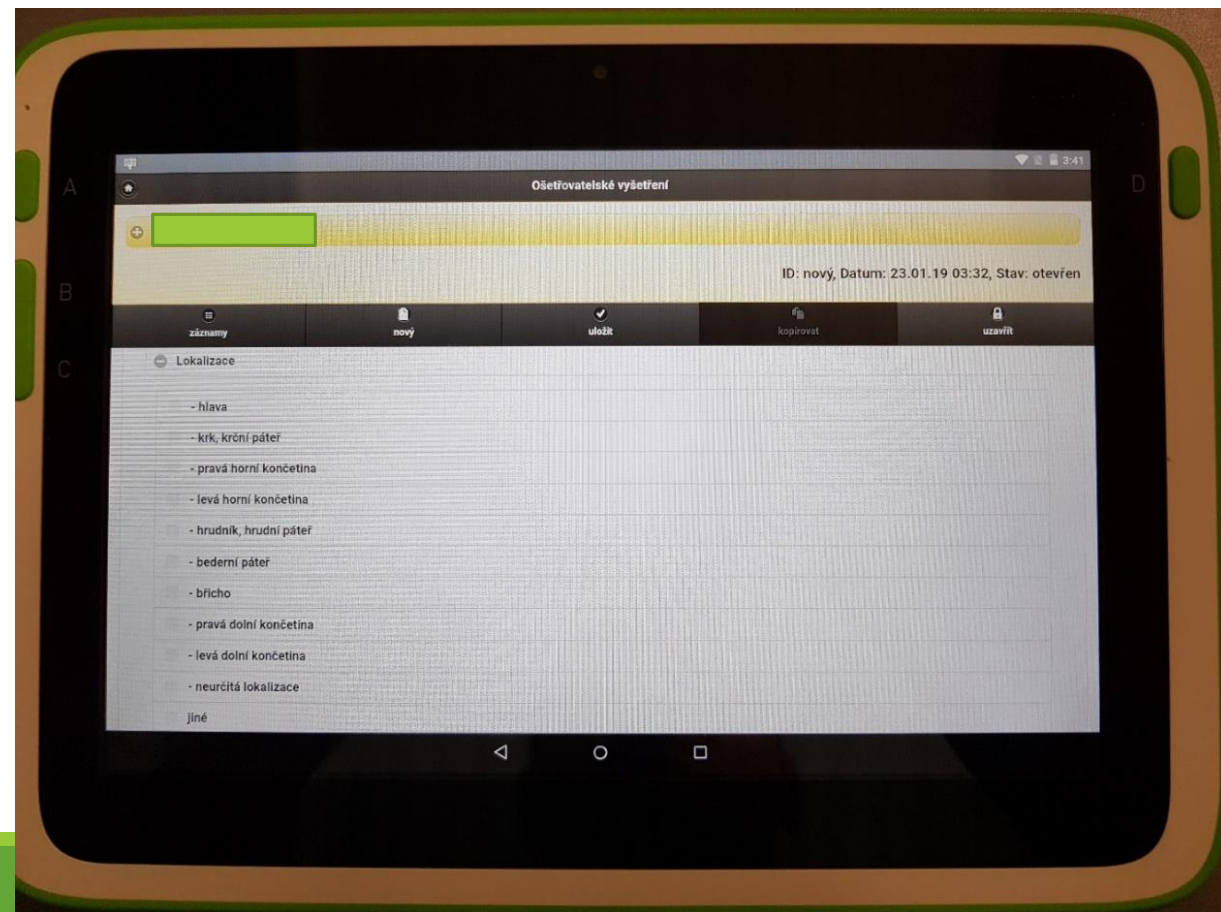 3:41
A
Ošetřovatelské vyšetření
D
ID: nový, Datum: 23.01.19 03:32, Stav: otevřen
B
záznamy nový uložit kopírovat uzavřít
C
Lokalizace
- hlava
- krk, krční páteř
- pravá horní končetina
- levá horní končetina
- hrudník, hrudní páteř
- bederní páteř
- břicho
- pravá dolní končetina
- levá dolní končetina
- neurčitá lokalizace
jiné